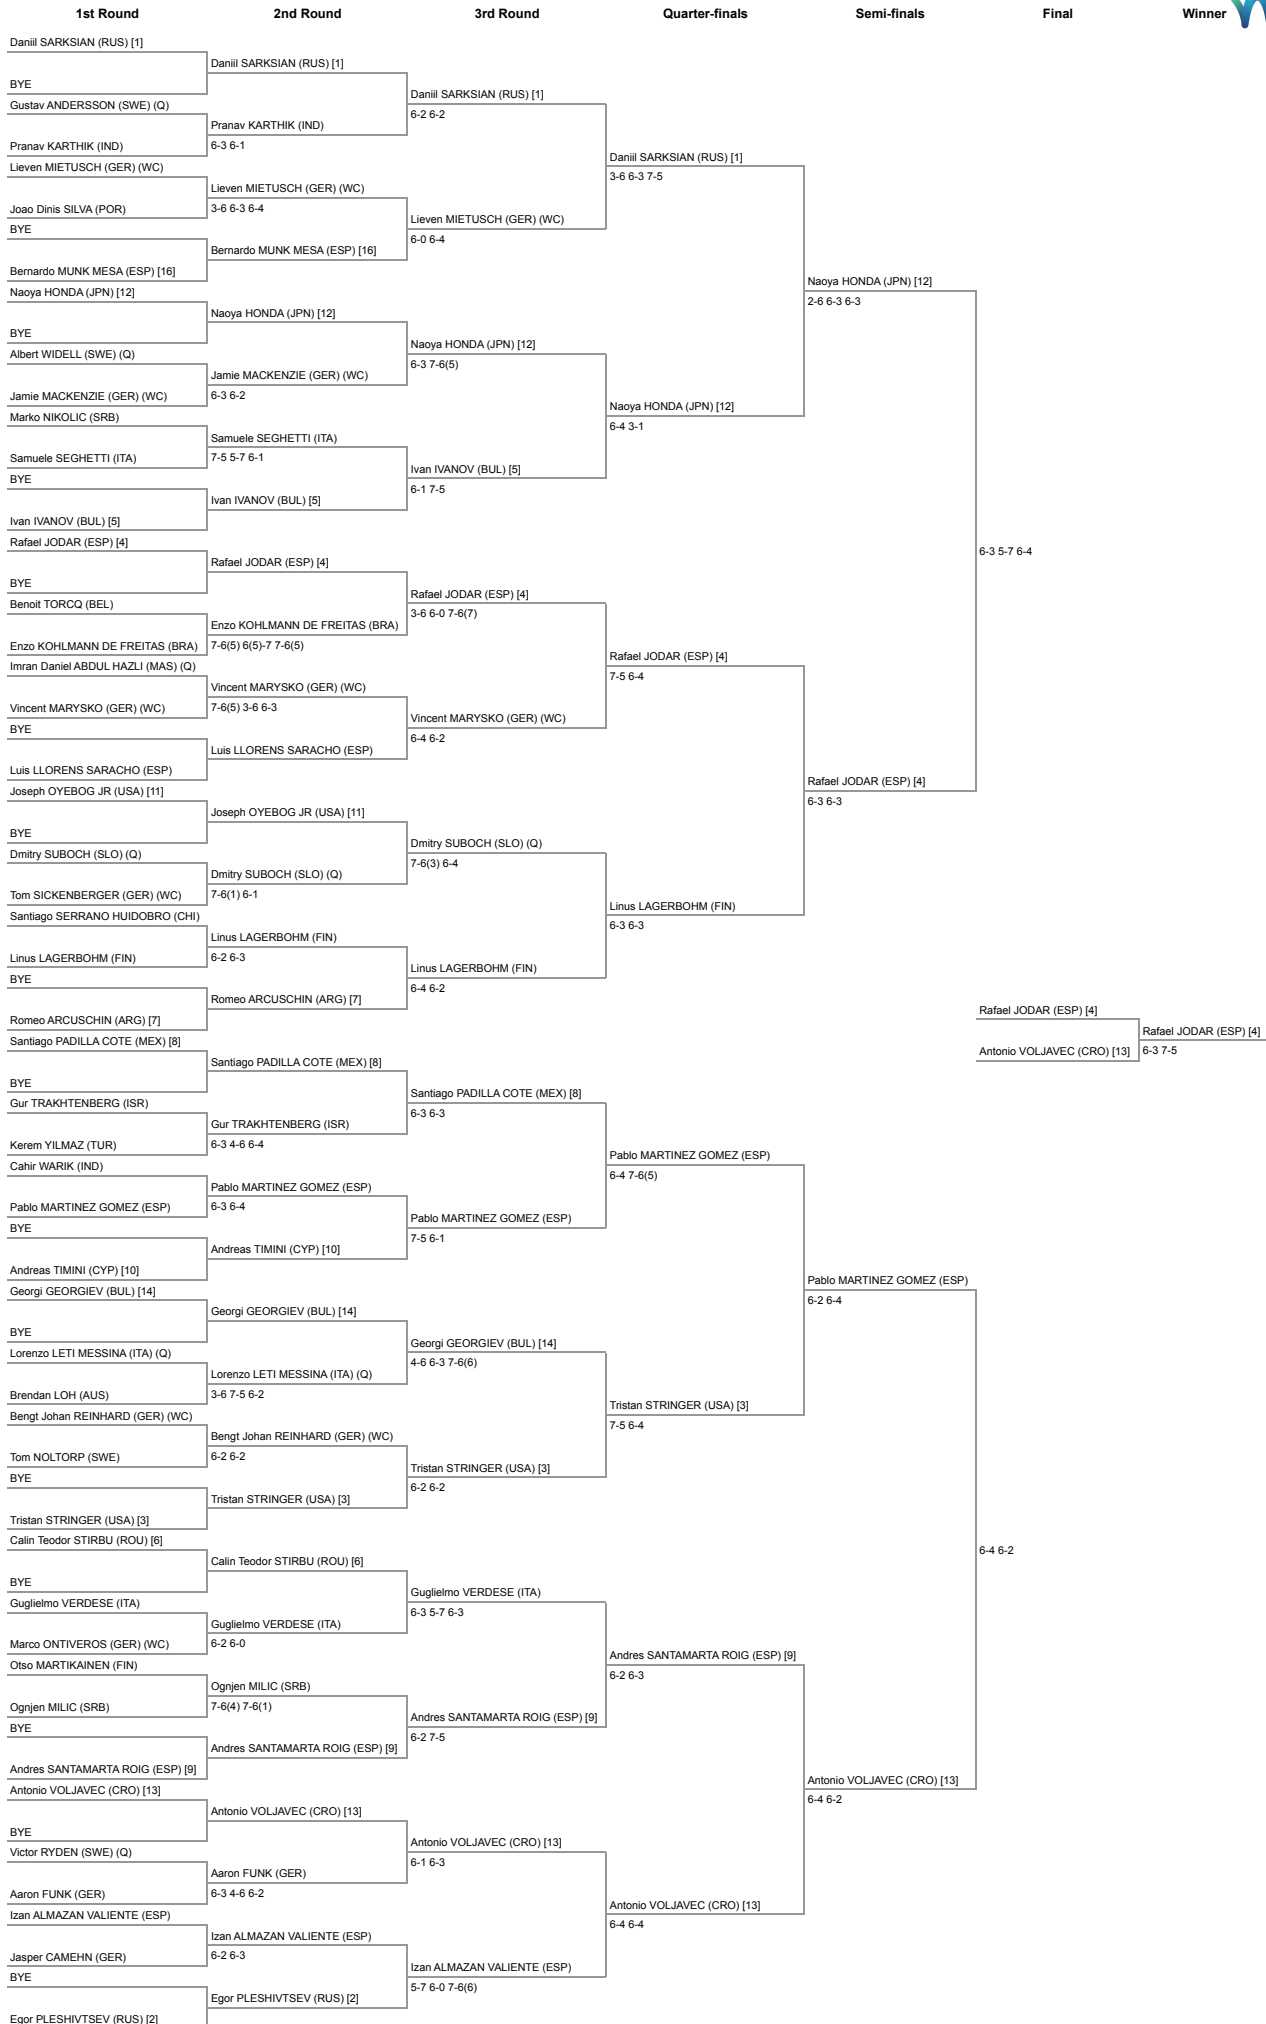 1st Round
2nd Round
3rd Round
Quarter-finals
Semi-finals
Final
Winner
Daniil SARKSIAN (RUS) [1]
BYE
Gustav ANDERSSON (SWE) (Q)
Pranav KARTHIK (IND)
Lieven MIETUSCH (GER) (WC)
Joao Dinis SILVA (POR)
BYE
Bernardo MUNK MESA (ESP) [16]
Naoya HONDA (JPN) [12]
BYE
Albert WIDELL (SWE) (Q)
Jamie MACKENZIE (GER) (WC)
Marko NIKOLIC (SRB)
Samuele SEGHETTI (ITA)
BYE
Ivan IVANOV (BUL) [5]
Rafael JODAR (ESP) [4]
BYE
Benoit TORCQ (BEL)
Enzo KOHLMANN DE FREITAS (BRA)
Imran Daniel ABDUL HAZLI (MAS) (Q)
Vincent MARYSKO (GER) (WC)
BYE
Luis LLORENS SARACHO (ESP)
Joseph OYEBOG JR (USA) [11]
BYE
Dmitry SUBOCH (SLO) (Q)
Tom SICKENBERGER (GER) (WC)
Santiago SERRANO HUIDOBRO (CHI)
Linus LAGERBOHM (FIN)
BYE
Romeo ARCUSCHIN (ARG) [7]
Santiago PADILLA COTE (MEX) [8]
BYE
Gur TRAKHTENBERG (ISR)
Kerem YILMAZ (TUR)
Cahir WARIK (IND)
Pablo MARTINEZ GOMEZ (ESP)
BYE
Andreas TIMINI (CYP) [10]
Georgi GEORGIEV (BUL) [14]
BYE
Lorenzo LETI MESSINA (ITA) (Q)
Brendan LOH (AUS)
Bengt Johan REINHARD (GER) (WC)
Tom NOLTORP (SWE)
BYE
Tristan STRINGER (USA) [3]
Calin Teodor STIRBU (ROU) [6]
BYE
Guglielmo VERDESE (ITA)
Marco ONTIVEROS (GER) (WC)
Otso MARTIKAINEN (FIN)
Ognjen MILIC (SRB)
BYE
Andres SANTAMARTA ROIG (ESP) [9]
Antonio VOLJAVEC (CRO) [13]
BYE
Victor RYDEN (SWE) (Q)
Aaron FUNK (GER)
Izan ALMAZAN VALIENTE (ESP)
Jasper CAMEHN (GER)
BYE
Egor PLESHIVTSEV (RUS) [2]
Daniil SARKSIAN (RUS) [1]
Pranav KARTHIK (IND)
6-3 6-1
Lieven MIETUSCH (GER) (WC)
3-6 6-3 6-4
Bernardo MUNK MESA (ESP) [16]
Naoya HONDA (JPN) [12]
Jamie MACKENZIE (GER) (WC)
6-3 6-2
Samuele SEGHETTI (ITA)
7-5 5-7 6-1
Ivan IVANOV (BUL) [5]
Rafael JODAR (ESP) [4]
Enzo KOHLMANN DE FREITAS (BRA)
7-6(5) 6(5)-7 7-6(5)
Vincent MARYSKO (GER) (WC)
7-6(5) 3-6 6-3
Luis LLORENS SARACHO (ESP)
Joseph OYEBOG JR (USA) [11]
Dmitry SUBOCH (SLO) (Q)
7-6(1) 6-1
Linus LAGERBOHM (FIN)
6-2 6-3
Romeo ARCUSCHIN (ARG) [7]
Santiago PADILLA COTE (MEX) [8]
Gur TRAKHTENBERG (ISR)
6-3 4-6 6-4
Pablo MARTINEZ GOMEZ (ESP)
6-3 6-4
Andreas TIMINI (CYP) [10]
Georgi GEORGIEV (BUL) [14]
Lorenzo LETI MESSINA (ITA) (Q)
3-6 7-5 6-2
Bengt Johan REINHARD (GER) (WC)
6-2 6-2
Tristan STRINGER (USA) [3]
Calin Teodor STIRBU (ROU) [6]
Guglielmo VERDESE (ITA)
6-2 6-0
Ognjen MILIC (SRB)
7-6(4) 7-6(1)
Andres SANTAMARTA ROIG (ESP) [9]
Antonio VOLJAVEC (CRO) [13]
Aaron FUNK (GER)
6-3 4-6 6-2
Izan ALMAZAN VALIENTE (ESP)
6-2 6-3
Egor PLESHIVTSEV (RUS) [2]
Daniil SARKSIAN (RUS) [1]
6-2 6-2
Lieven MIETUSCH (GER) (WC)
6-0 6-4
Naoya HONDA (JPN) [12]
6-3 7-6(5)
Ivan IVANOV (BUL) [5]
6-1 7-5
Rafael JODAR (ESP) [4]
3-6 6-0 7-6(7)
Vincent MARYSKO (GER) (WC)
6-4 6-2
Dmitry SUBOCH (SLO) (Q)
7-6(3) 6-4
Linus LAGERBOHM (FIN)
6-4 6-2
Santiago PADILLA COTE (MEX) [8]
6-3 6-3
Pablo MARTINEZ GOMEZ (ESP)
7-5 6-1
Georgi GEORGIEV (BUL) [14]
4-6 6-3 7-6(6)
Tristan STRINGER (USA) [3]
6-2 6-2
Guglielmo VERDESE (ITA)
6-3 5-7 6-3
Andres SANTAMARTA ROIG (ESP) [9]
6-2 7-5
Antonio VOLJAVEC (CRO) [13]
6-1 6-3
Izan ALMAZAN VALIENTE (ESP)
5-7 6-0 7-6(6)
Daniil SARKSIAN (RUS) [1]
3-6 6-3 7-5
Naoya HONDA (JPN) [12]
6-4 3-1
Rafael JODAR (ESP) [4]
7-5 6-4
Linus LAGERBOHM (FIN)
6-3 6-3
Pablo MARTINEZ GOMEZ (ESP)
6-4 7-6(5)
Tristan STRINGER (USA) [3]
7-5 6-4
Andres SANTAMARTA ROIG (ESP) [9]
6-2 6-3
Antonio VOLJAVEC (CRO) [13]
6-4 6-4
Naoya HONDA (JPN) [12]
2-6 6-3 6-3
Rafael JODAR (ESP) [4]
6-3 6-3
Pablo MARTINEZ GOMEZ (ESP)
6-2 6-4
Antonio VOLJAVEC (CRO) [13]
6-4 6-2
6-3 5-7 6-4
Rafael JODAR (ESP) [4]
Antonio VOLJAVEC (CRO) [13]
6-4 6-2
Rafael JODAR (ESP) [4]
6-3 7-5